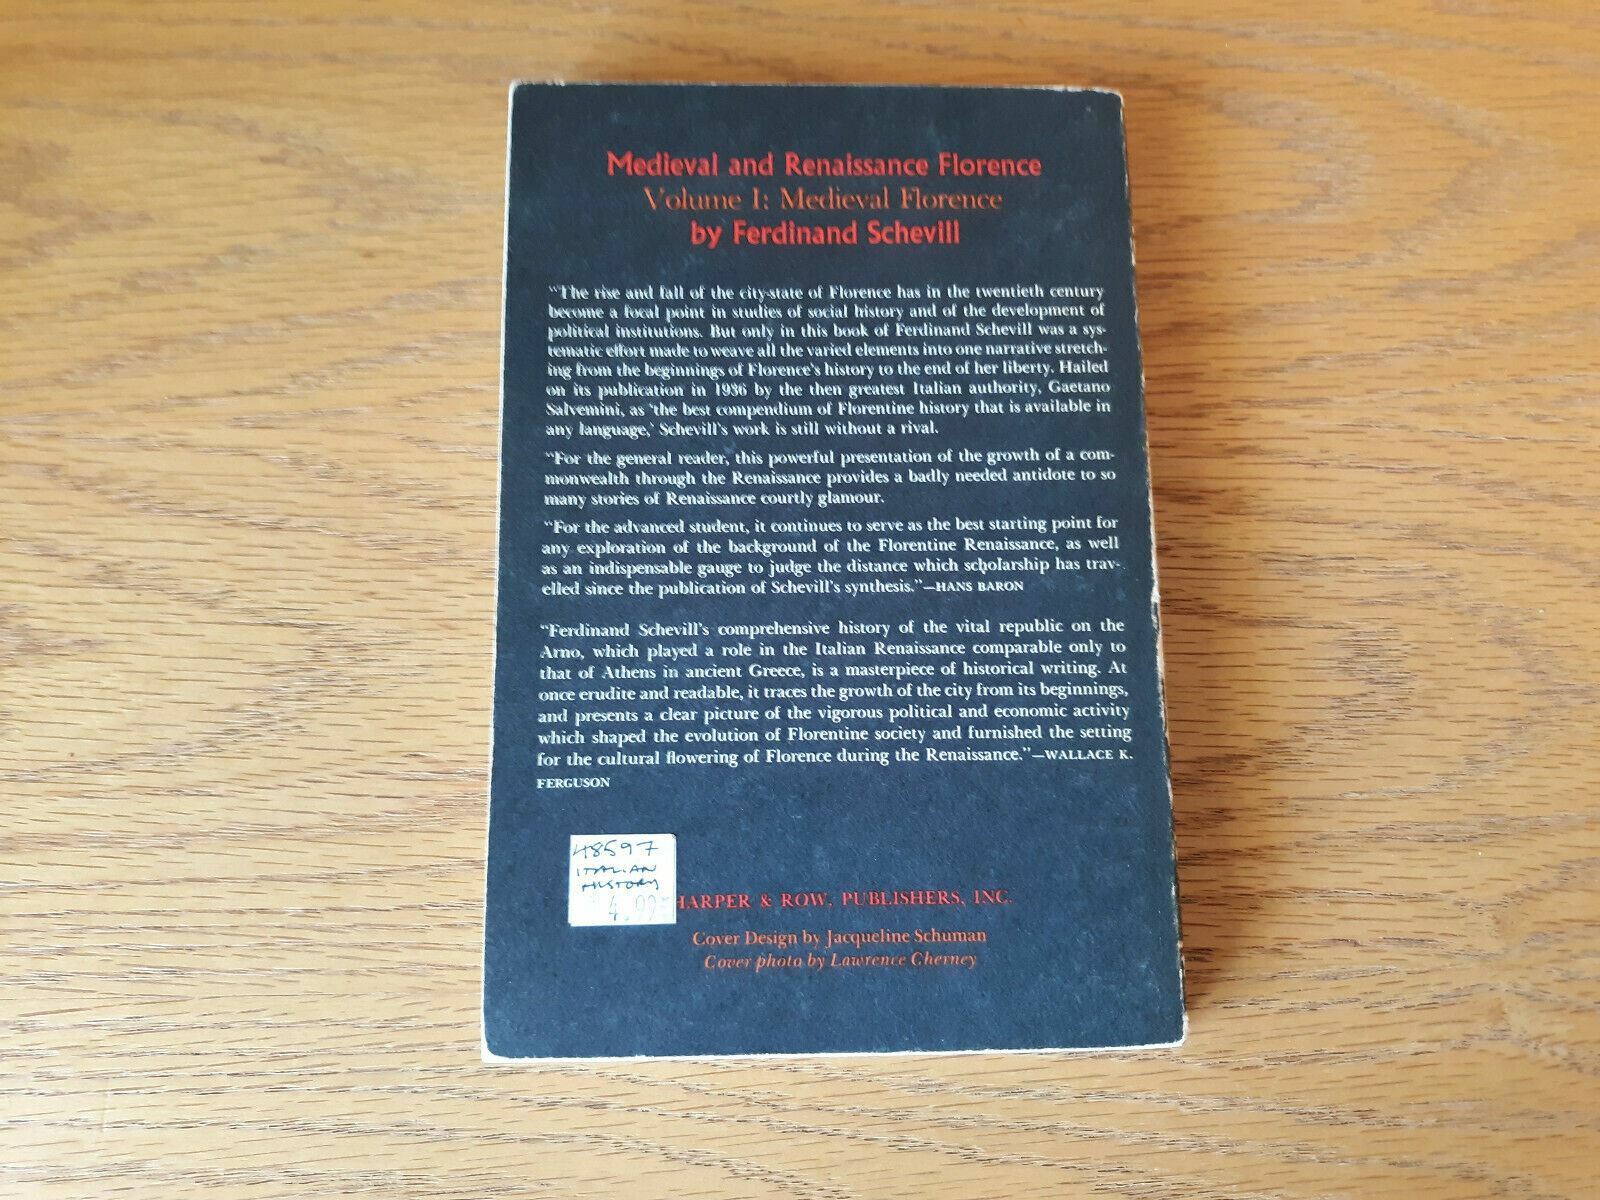 Medieval and Renaissance Florence
Volume I: Medieval Florence
by Ferdinand Schevill
"The rise and fall of the city-state of Florence has in the twentieth century
become a focal point in studies of social history and of the development of
political institutions. But only in this book of Ferdinand Schevill was a sys-
tematic effort made to weave all the varied elements into one narrative stretch-
ing from the beginnings of Florence's history to the end of her liberty. Hailed
on its publication in 1936 by the then greatest Italian authority, Gaetano
Salvemini, as 'the best compendium of Florentine history that is available in
any language,' Schevill's work is still without a rival.
"For the general reader, this powerful presentation of the growth of a com-
monwealth through the Renaissance provides a badly needed antidote to so
many stories of Renaissance courtly glamour.
"For the advanced student, it continues to serve as the best starting point for
any exploration of the background of the Florentine Renaissance, as well
as an indispensable gauge to judge the distance which scholarship has trav-
elled since the publication of Schevill's synthesis."—HANS BARON
"Ferdinand Schevill's comprehensive history of the vital republic on the
Arno, which played a role in the Italian Renaissance comparable only to
that of Athens in ancient Greece, is a masterpiece of historical writing. At
once erudite and readable, it traces the growth of the city from its beginnings,
and presents a clear picture of the vigorous political and economic activity
which shaped the evolution of Florentine society and furnished the setting
for the cultural flowering of Florence during the Renaissance."—WALLACE K.
FERGUSON
48597
ITALIAN
HISTORY
4.99
HARPER & ROW, PUBLISHERS, INC.
Cover Design by Jacqueline Schuman
Cover photo by Lawrence Cherney